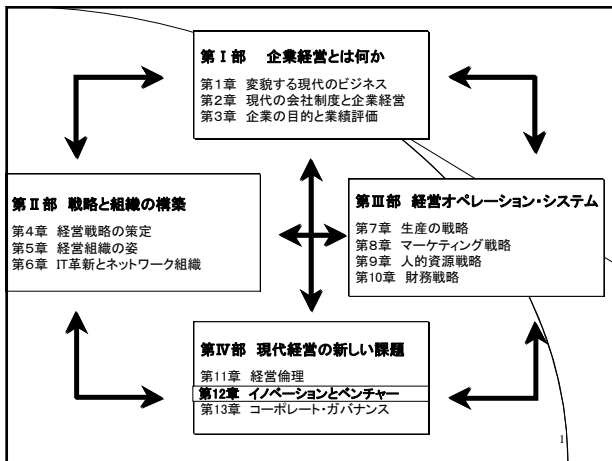 第Ⅰ部 企業経営とは何か
第1章 変貌する現代のビジネス
第2章 現代の会社制度と企業経営
第3章 企業の目的と業績評価
第Ⅱ部 戦略と組織の構築
第4章 経営戦略の策定
第5章 経営組織の姿
第6章 IT革新とネットワーク組織
第Ⅲ部 経営オペレーション・システム
第7章 生産の戦略
第8章 マーケティング戦略
第9章 人的資源戦略
第10章 財務戦略
第Ⅳ部 現代経営の新しい課題
第11章 経営倫理
第12章 イノベーションとベンチャー
第13章 コーポレート・ガバナンス
1